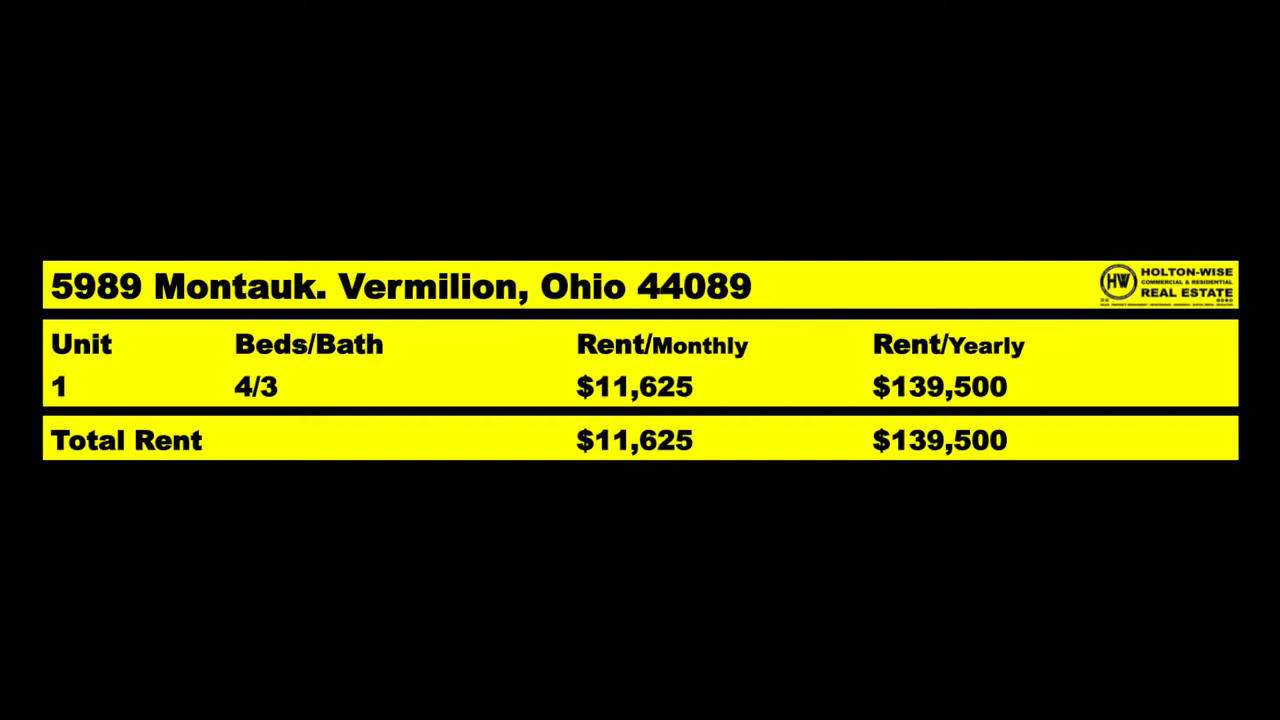 5989 Montauk. Vermilion, Ohio 44089
HOLTON-WISE
COMMERCIAL & RESIDENTIAL
REAL ESTATE
Unit Beds/Bath Rent/Monthly Rent/Yearly
1 4/3 $11,625 $139,500
Total Rent $11,625 $139,500